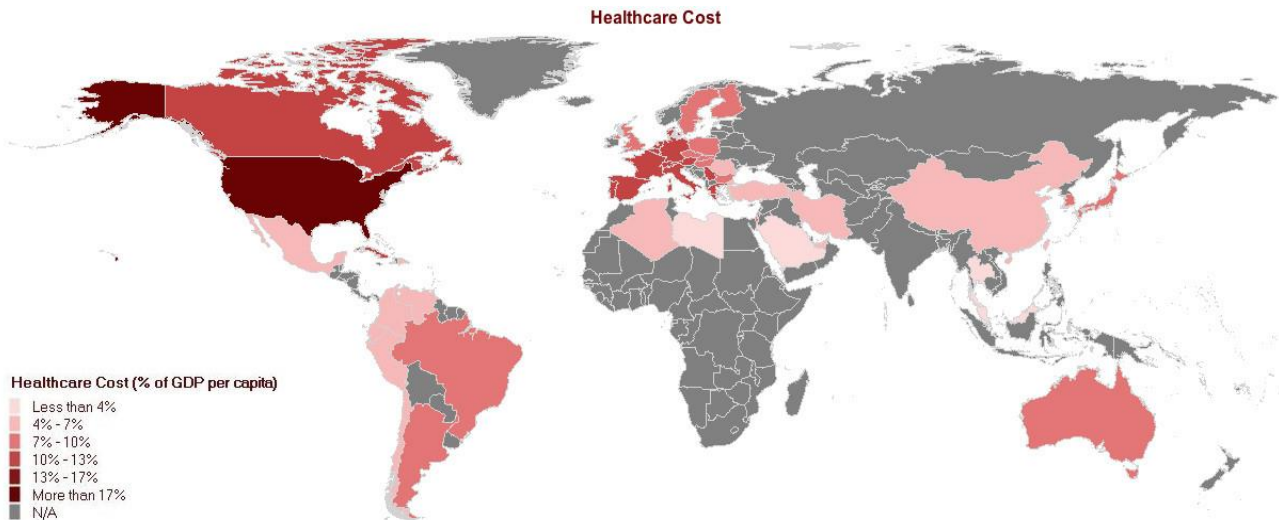 Healthcare Cost
Healthcare Cost (% of GDP per capita)
Less than 4%
4% - 7%
7% - 10%
10% - 13%
13% - 17%
More than 17%
N/A